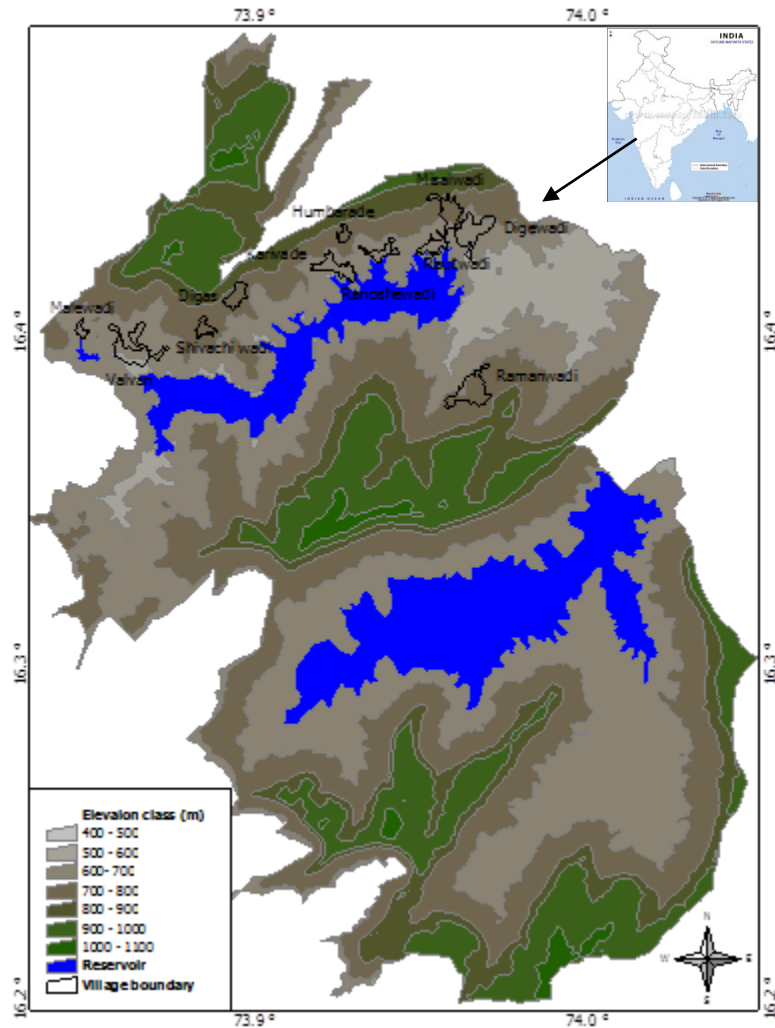 73.9 °
74.0 °
INDIA
Misalwadi
Humbarade
Digewadi
Karivade
Rautwadi
Digas
Ranoshewadi
Malewadi
16.4 °
16.4 °
Shivachi wadi
Valvan
Ramanwadi
16.3 °
16.3 °
Elevaion class (m)
400 - 500
500 - 600
600- 700
700 - 800
800 - 900
900 - 1000
1000 - 1100
Reservoir
Village boundary
N
W
E
S
16.2 °
16.2 °
73.9 °
74.0 °